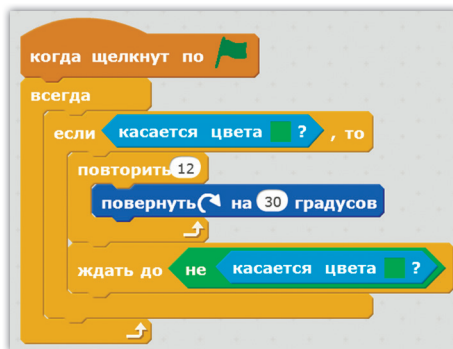 когда щелкнут по
всегда
если касается цвета ? , то
повторить 12
повернуть на 30 градусов
ждать до не касается цвета ?